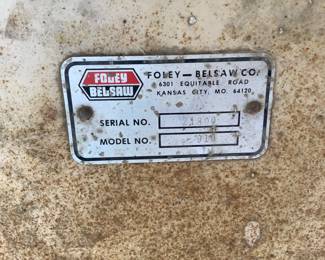 FOLEY
BELSAW
FOLEY — BELSAW CO.
6301 EQUITABLE ROAD
KANSAS CITY, MO. 64120
SERIAL NO.
MODEL NO.